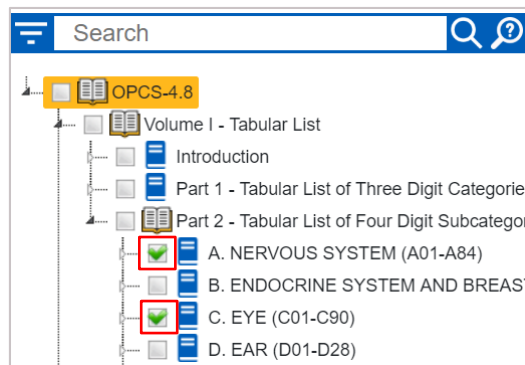 Search
OPCS-4.8
Volume I - Tabular List
Introduction
Part 1 - Tabular List of Three Digit Categorie
Part 2 - Tabular List of Four Digit Subcategor
A. NERVOUS SYSTEM (A01-A84)
B. ENDOCRINE SYSTEM AND BREAST
C. EYE (C01-C90)
D. EAR (D01-D28)